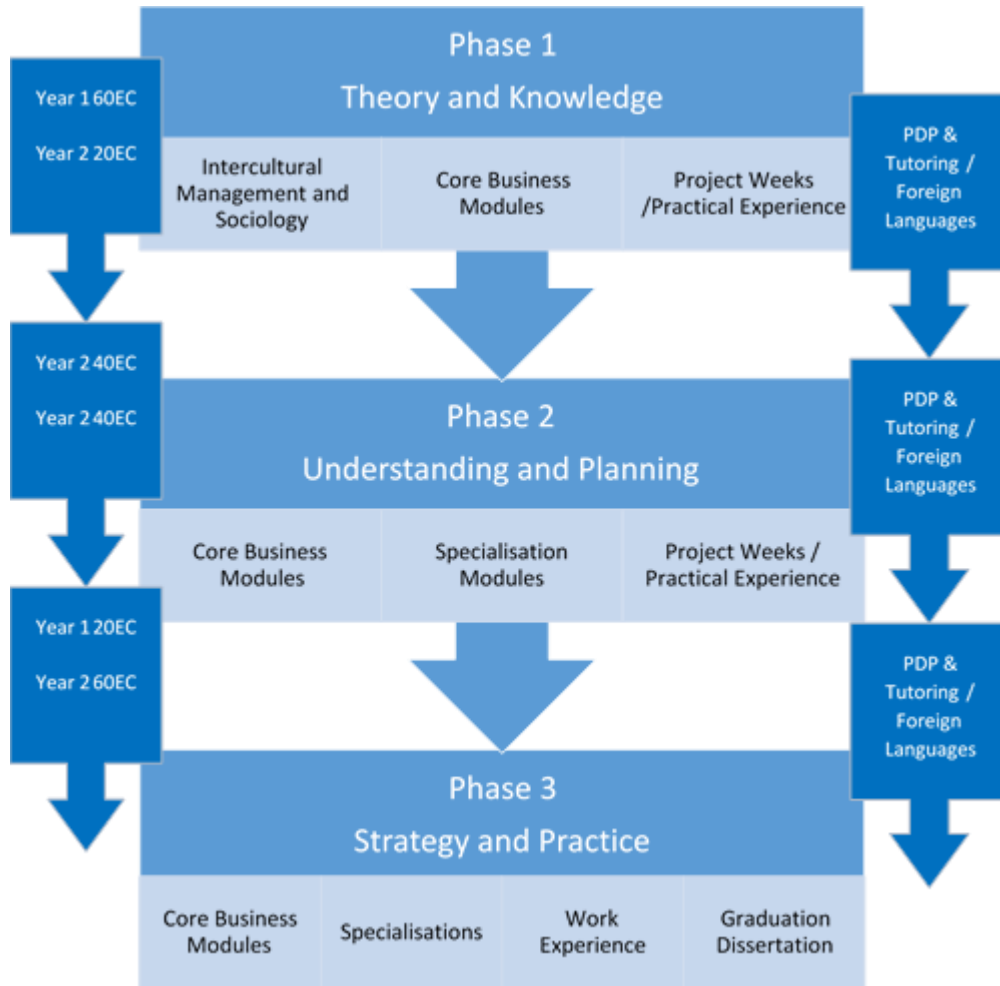 Phase 1
Theory and Knowledge
Year 1 60EC
Year 2 20EC
Intercultural
Management and
Sociology
Core Business
Modules
Project Weeks
/Practical Experience
PDP &
Tutoring /
Foreign
Languages
Year 2 40EC
Year 2 40EC
Phase 2
Understanding and Planning
Core Business
Modules
Specialisation
Modules
Project Weeks /
Practical Experience
PDP &
Tutoring /
Foreign
Languages
Year 1 20EC
Year 2 60EC
Phase 3
Strategy and Practice
Core Business
Modules
Specialisations
Work
Experience
Graduation
Dissertation
PDP &
Tutoring /
Foreign
Languages